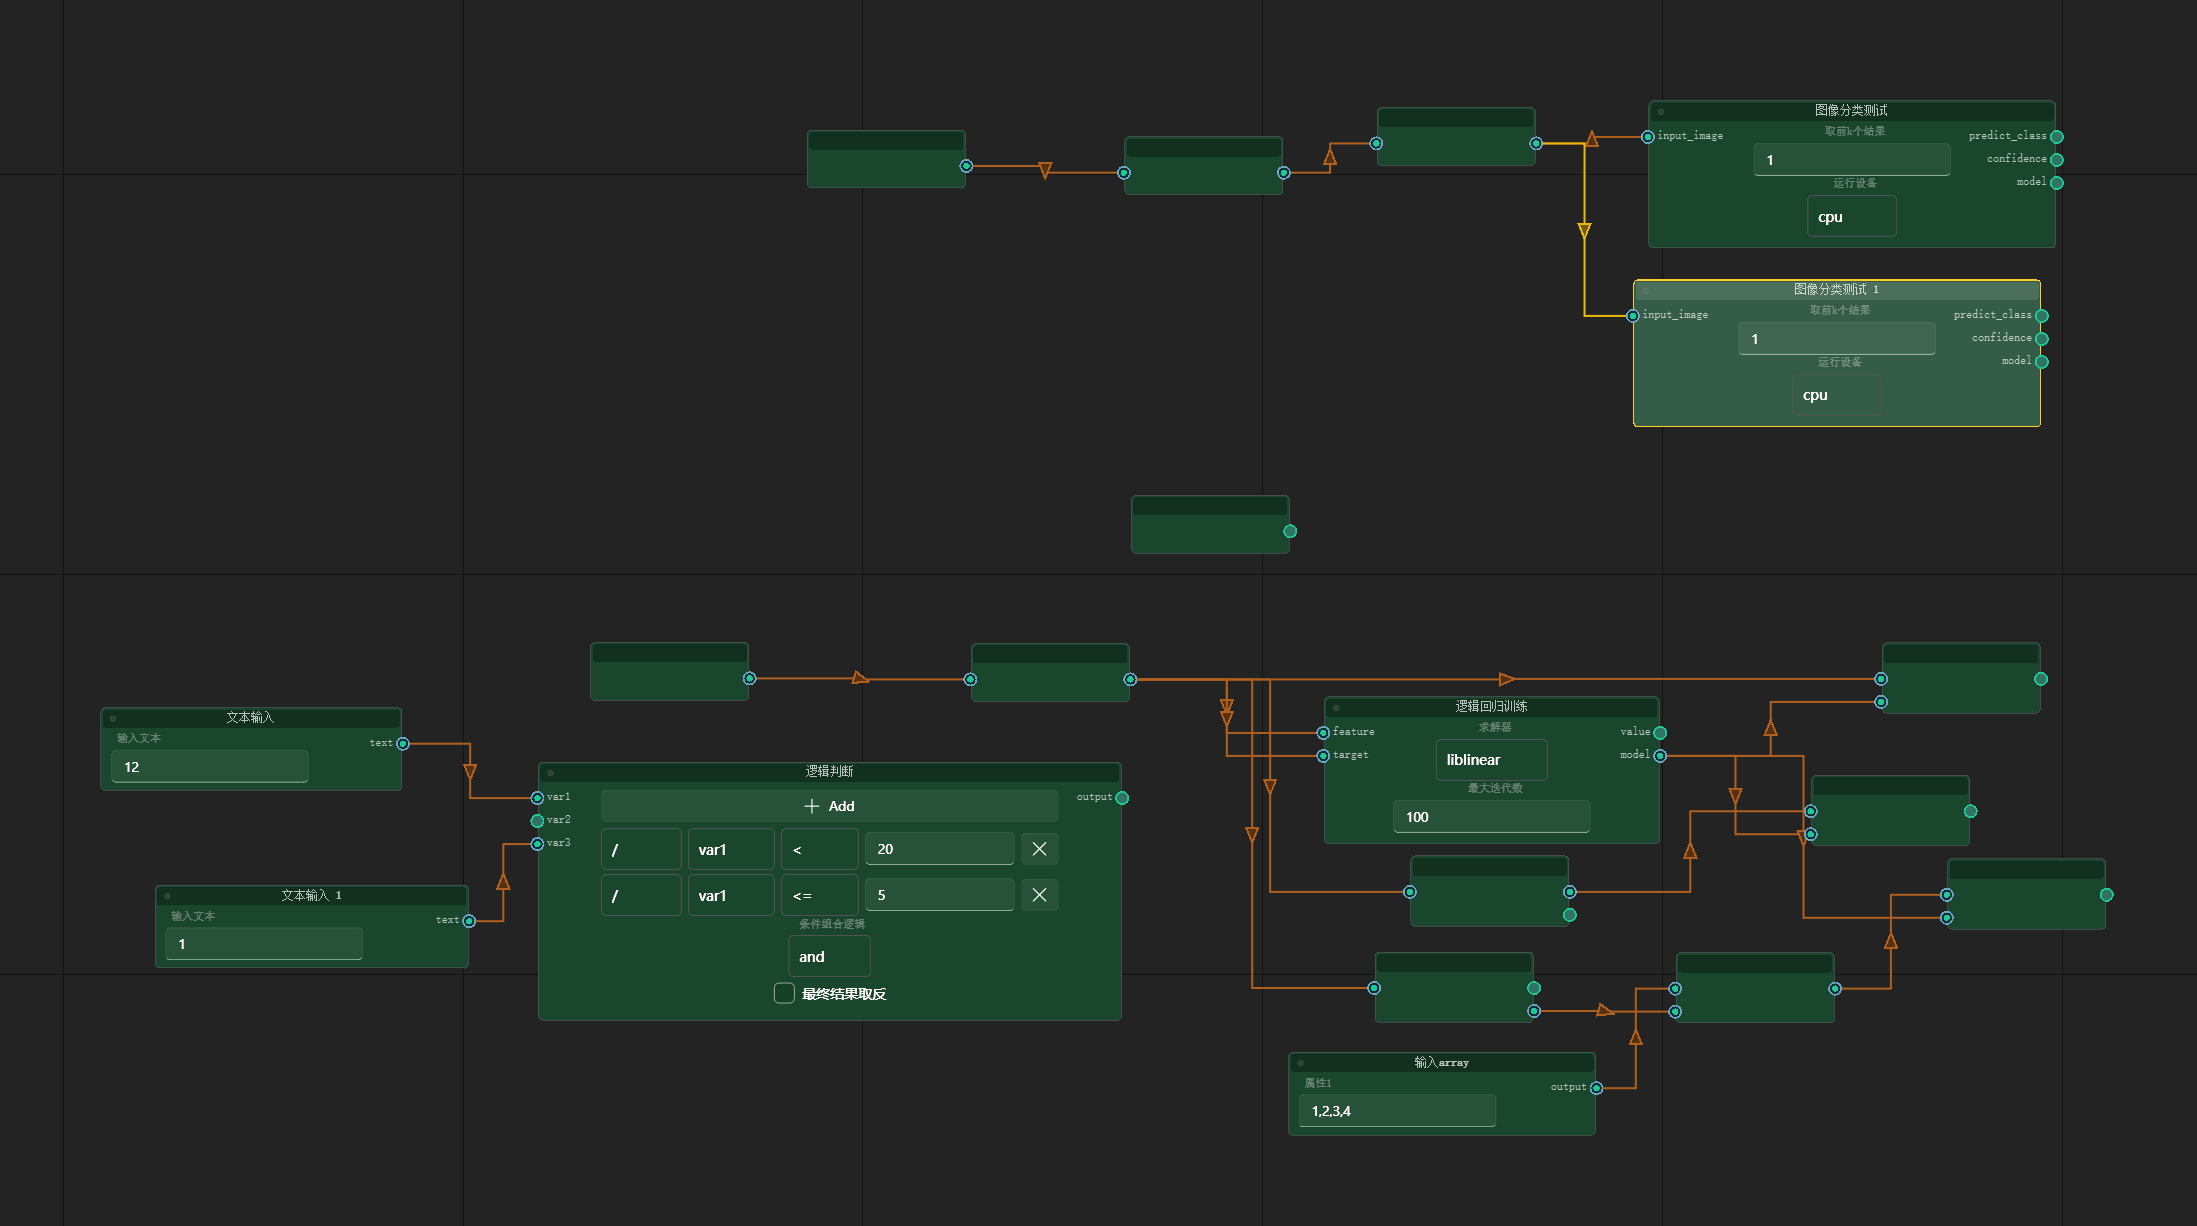 图像分类测试
取前k个结果
input_image
predict_class
1
confidence
运行设备
model
cpu
图像分类测试 1
取前k个结果
input_image
predict_class
1
confidence
运行设备
model
cpu
文本输入
输入文本
text
12
文本输入 1
输入文本
text
1
逻辑判断
var1
var2
var3
Add
output
/ var1 < 20
/ var1 <= 5
条件组合逻辑
and
最终结果取反
逻辑回归训练
求解器
feature
value
target
liblinear
model
最大迭代数
100
输入array
属性1
output
1,2,3,4